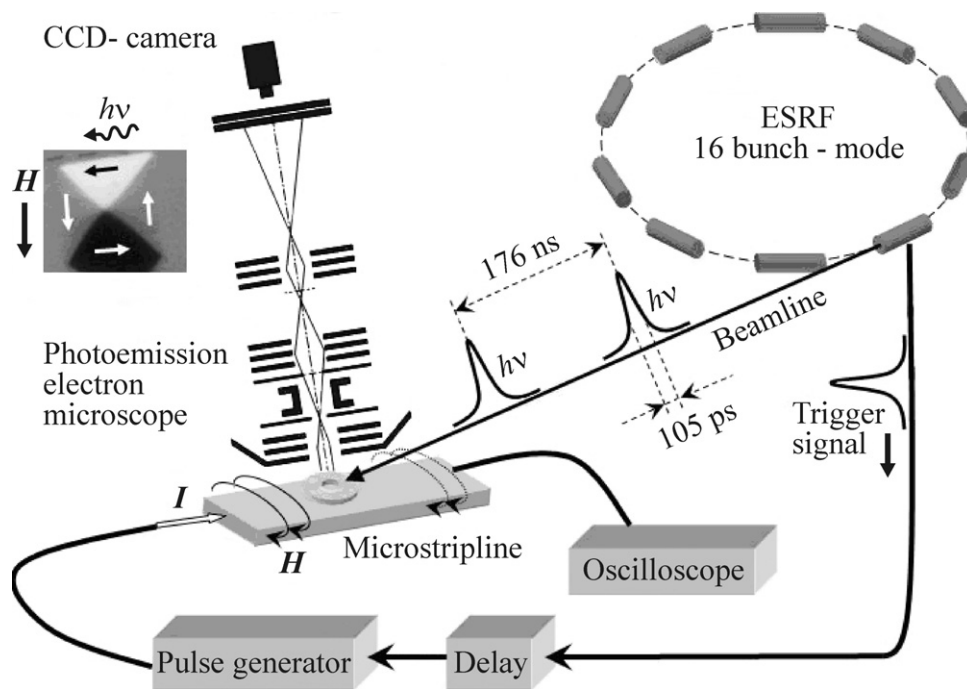 CCD- camera
hν
H
ESRF
16 bunch - mode
176 ns
hν
hν
Beamline
105 ps
Photoemission
electron
microscope
Trigger
signal
I
H
Microstripline
Oscilloscope
Pulse generator
Delay